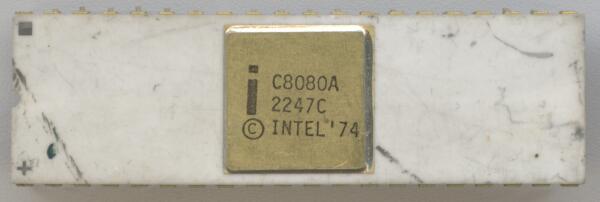 i
C8080A
2247C
© INTEL '74
+